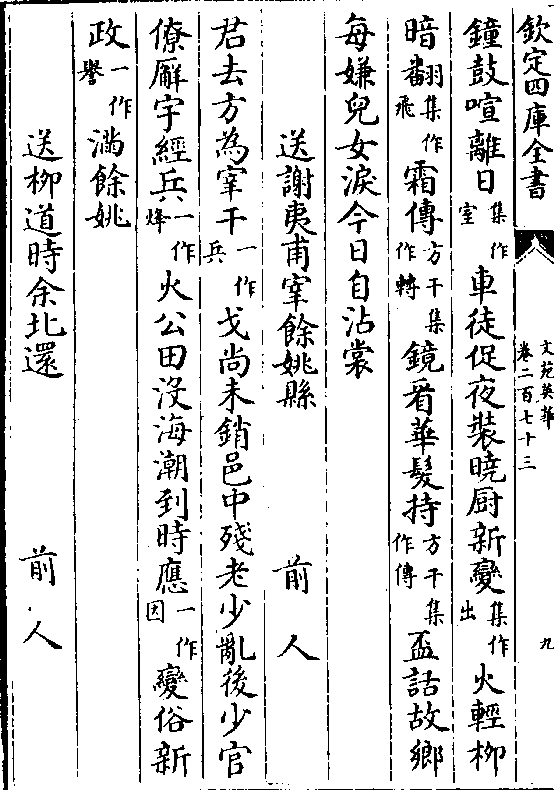 欽定四庫全書
文苑英華
卷二百七十三
九
鐘鼓喧離日集作室車徒促夜裝曉厨新變集作出火輕柳
暗翻集作飛霜傳方干集作轉鏡看華髮持方干集作傳盃話故鄉
每嫌兒女淚今日自沾裳
送謝夷甫宰餘姚縣 前人
君去方為宰干一作兵戈尚未銷邑中殘老少亂後少官
僚廨宇經兵一作烽火公田沒海潮到時應一作因變俗新
政一作譽滿餘姚
送柳道時余北還 前人